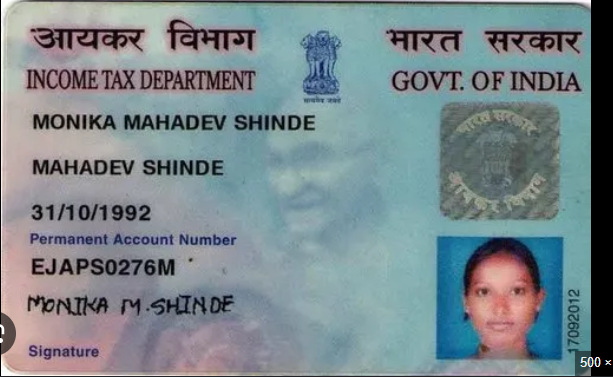 आयकर विभाग भारत सरकार
INCOME TAX DEPARTMENT GOVT. OF INDIA
सत्यमेव जयते
MONIKA MAHADEV SHINDE
भारत सरकार
आयकर विभाग
MAHADEV SHINDE
31/10/1992
Permanent Account Number
EJAPS0276M
MONIKA M.SHINDE
Signature
17092012
500 ×